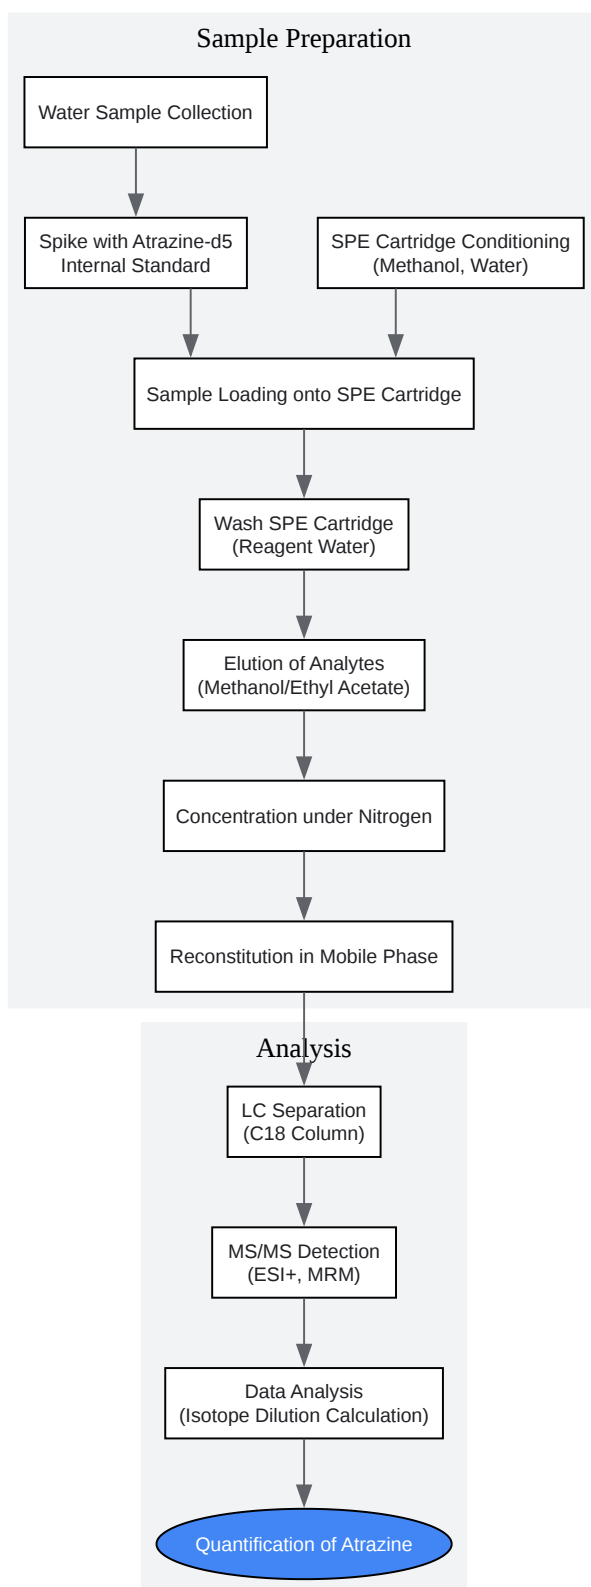 Sample Preparation
Water Sample Collection
Spike with Atrazine-d5
Internal Standard
SPE Cartridge Conditioning
(Methanol, Water)
Sample Loading onto SPE Cartridge
Wash SPE Cartridge
(Reagent Water)
Elution of Analytes
(Methanol/Ethyl Acetate)
Concentration under Nitrogen
Reconstitution in Mobile Phase
Analysis
LC Separation
(C18 Column)
MS/MS Detection
(ESI+, MRM)
Data Analysis
(Isotope Dilution Calculation)
Quantification of Atrazine